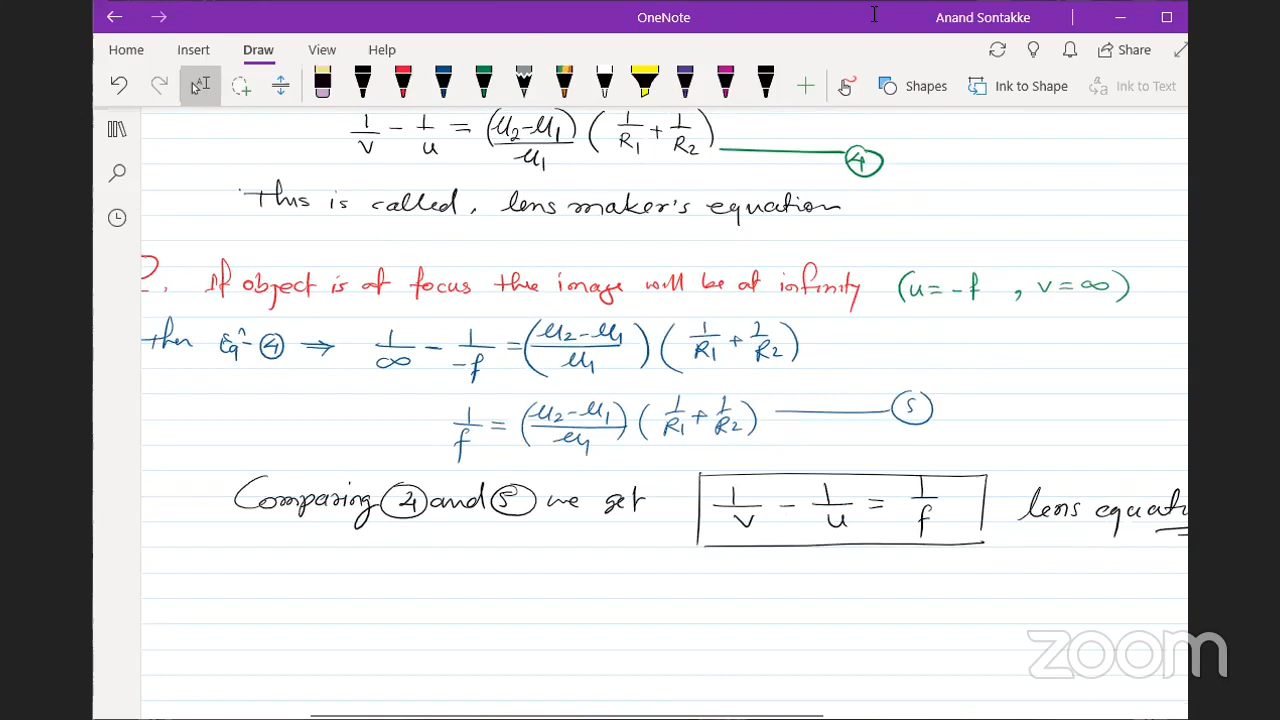 OneNote
Anand Sontakke
Home Insert Draw View Help
Share
Shapes Ink to Shape Ink to Text
1/v - 1/u = (μ2-μ1)/μ1 (1/R1 + 1/R2) 4
This is called, lens maker's equation
2. If object is at focus the image will be at infinity (u = -f , v = ∞)
then Eqn- 4 ⇒ 1/∞ - 1/-f = (μ2-μ1/μ1) (1/R1 + 1/R2)
1/f = (μ2-μ1/μ1) (1/R1 + 1/R2) 5
Comparing 4 and 5 we get 1/v - 1/u = 1/f lens equati
zoom